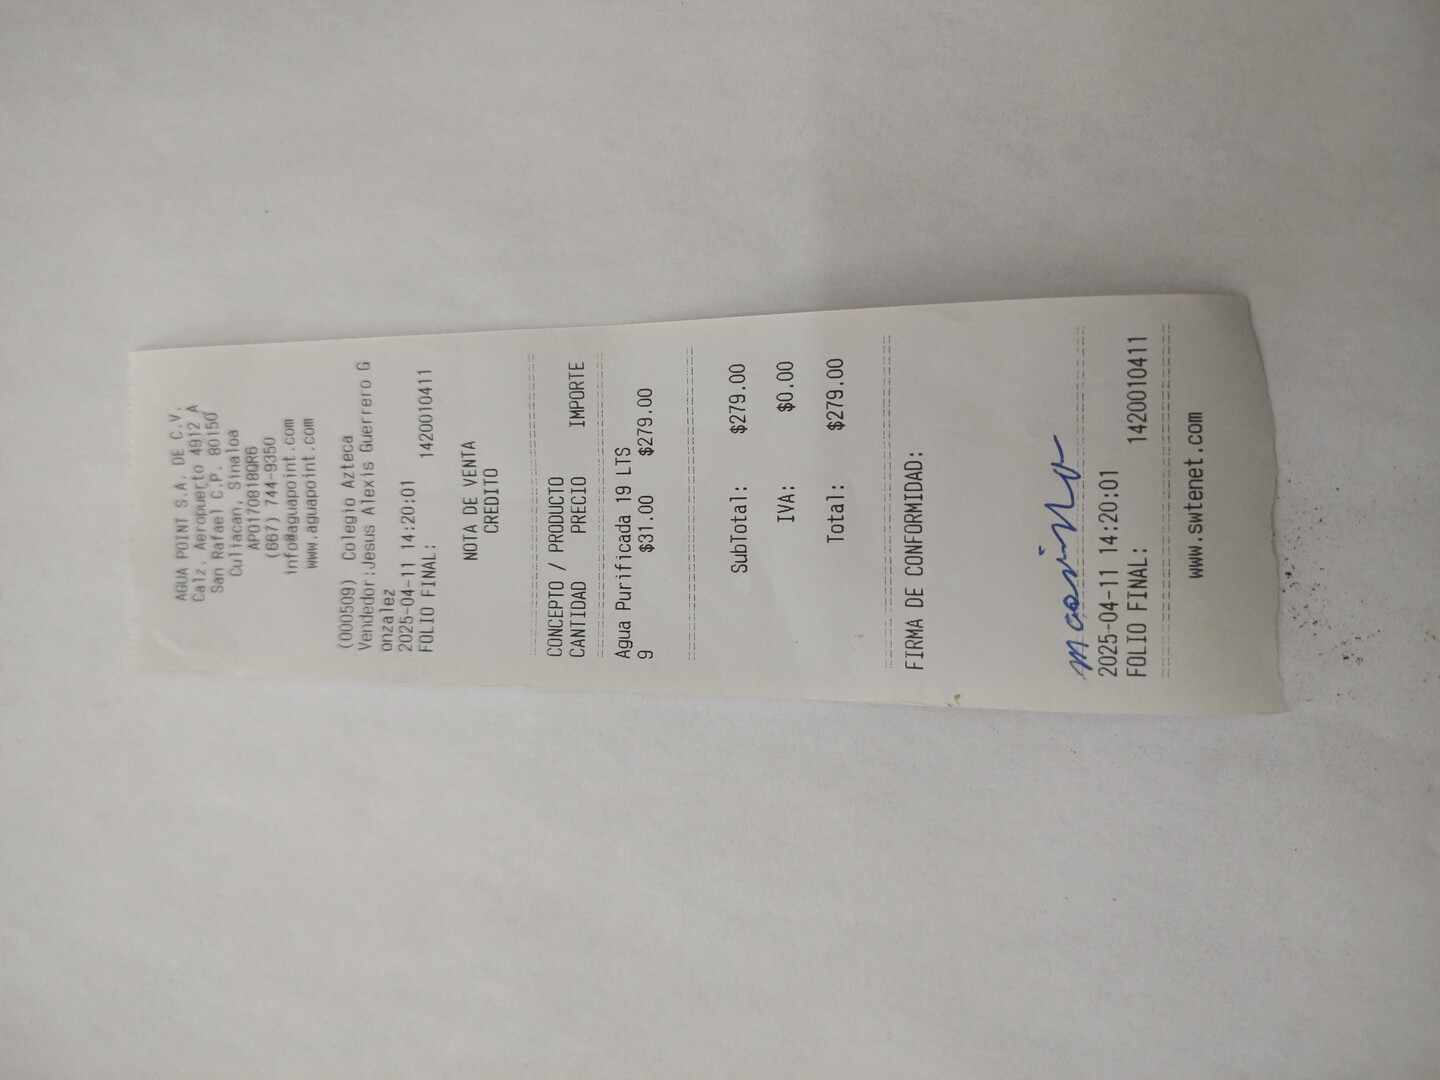 AGUA POINT S.A. DE C.V.
Calz. Aeropuerto 4912 A
San Rafael C.P. 80150
Culiacan, Sinaloa
APO170818QR6
(667) 744-9350
info@aguapoint.com
www.aguapoint.com
(000509) Colegio Azteca
Vendedor:Jesus Alexis Guerrero G
onzalez
2025-04-11 14:20:01
FOLIO FINAL: 1420010411
NOTA DE VENTA
CREDITO
CONCEPTO / PRODUCTO
CANTIDAD PRECIO IMPORTE
Agua Purificada 19 LTS
9 $31.00 $279.00
SubTotal: $279.00
IVA: $0.00
Total: $279.00
FIRMA DE CONFORMIDAD:
2025-04-11 14:20:01
FOLIO FINAL: 1420010411
www.swtenet.com